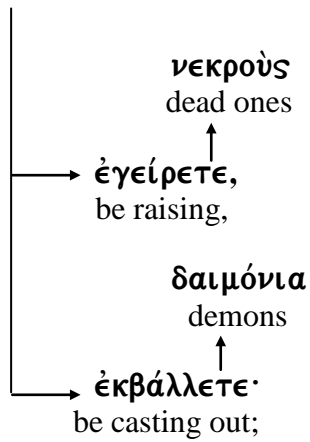 νεκροὺς
dead ones
ἐγείρετε,
be raising,
δαιμόνια
demons
ἐκβάλλετε·
be casting out;